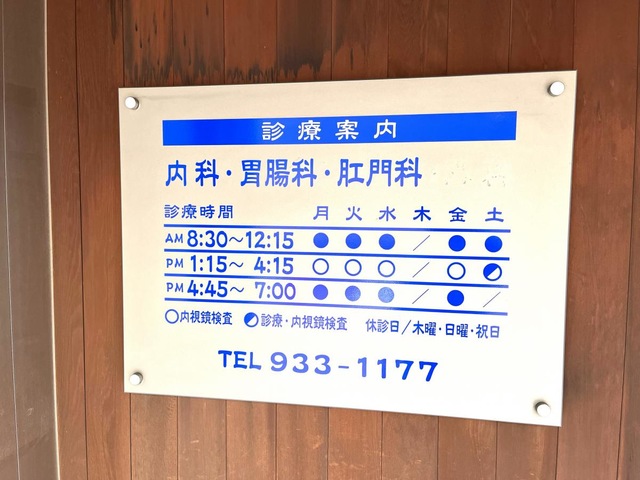 診療案内
内科・胃腸科・肛門科
診療時間 月 火 水 木 金 土
AM 8:30～12:15 ● ● ● ／ ● ●
PM 1:15～ 4:15 ○ ○ ○ ／ ○ ◪
PM 4:45～ 7:00 ● ● ● ／ ● ／
○内視鏡検査 ◪診療・内視鏡検査 休診日／木曜・日曜・祝日
TEL 933-1177